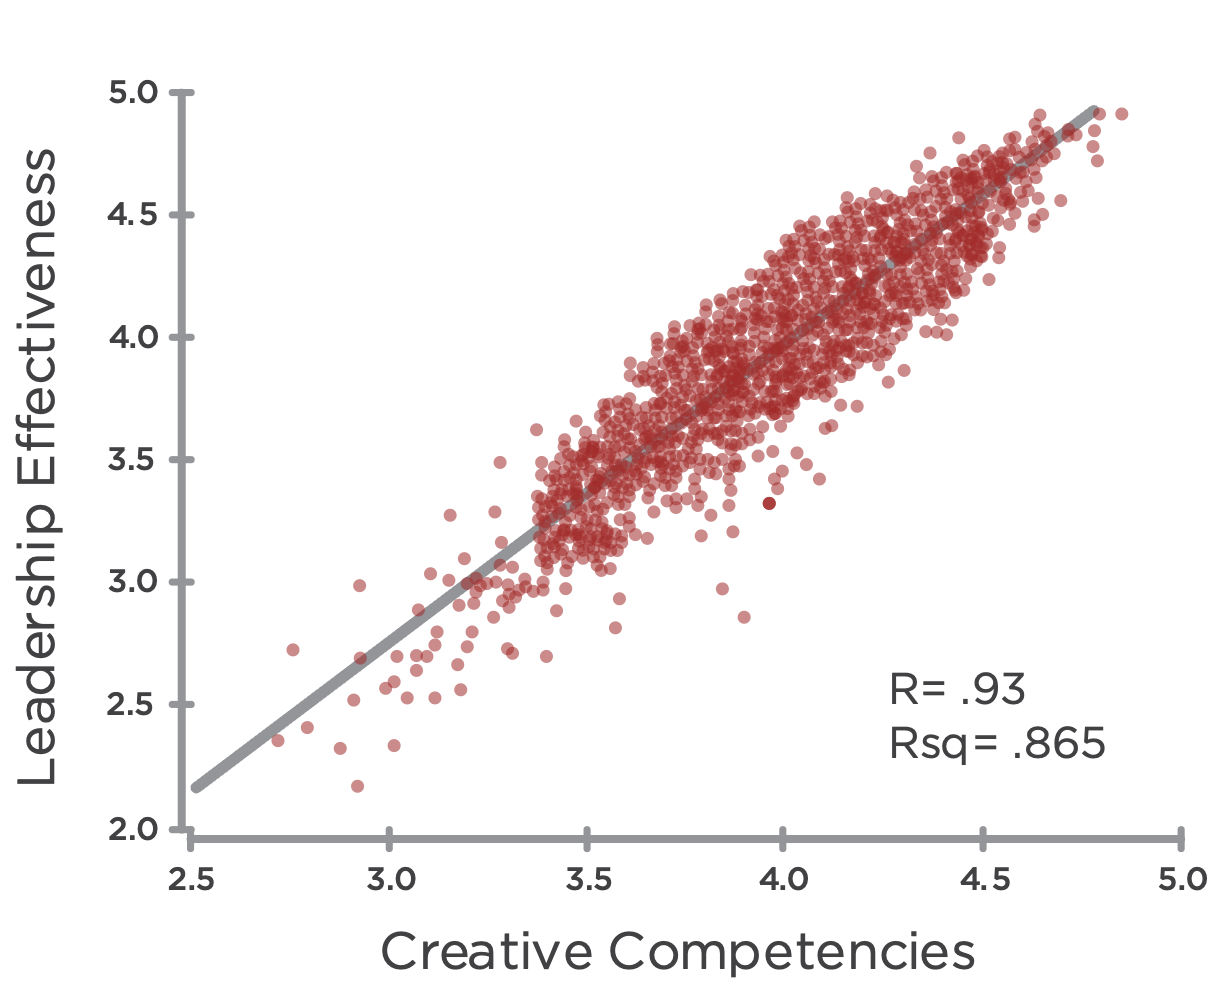 Leadership Effectiveness
5.0
4.5
4.0
3.5
3.0
2.5
2.0
R= .93
Rsq= .865
2.5 3.0 3.5 4.0 4.5 5.0
Creative Competencies